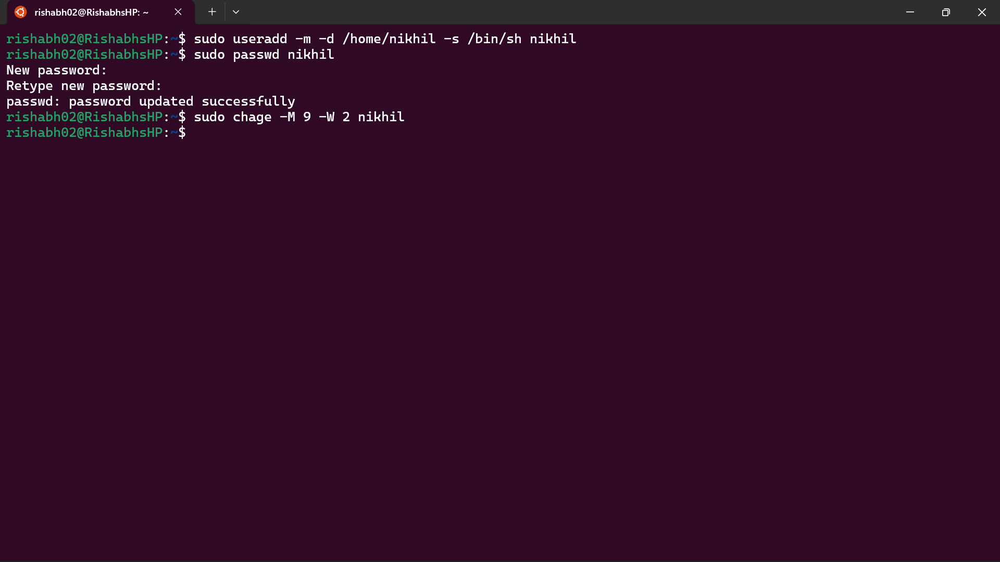 rishabh02@RishabhsHP: ~
rishabh02@RishabhsHP:~$ sudo useradd -m -d /home/nikhil -s /bin/sh nikhil
rishabh02@RishabhsHP:~$ sudo passwd nikhil
New password:
Retype new password:
passwd: password updated successfully
rishabh02@RishabhsHP:~$ sudo chage -M 9 -W 2 nikhil
rishabh02@RishabhsHP:~$